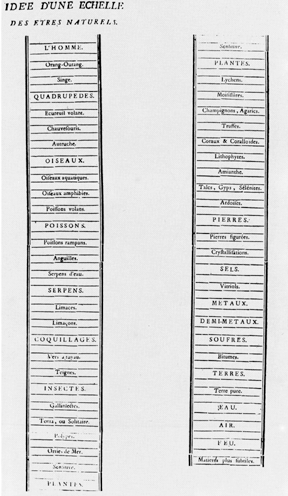 IDÉE D'UNE ECHELLE
DES ETRES NATURELS.
L'HOMME.
Orang-Outang.
Singe.
QUADRUPEDES.
Ecureuil volant.
Chauvesouris.
Autruche.
OISEAUX.
Oiseaux aquatiques.
Oiseaux amphibies.
Poissons volans.
POISSONS.
Poissons rampans.
Anguilles.
Serpens d'eau.
SERPENS.
Limaces.
Limaçons.
COQUILLAGES.
Vers à tuyau.
Teignes.
INSECTES.
Gallinsectes.
Tænia, ou Solitaire.
Polypes.
Orties de Mer.
Sensitive.
PLANTES.
Sensitive.
PLANTES.
Lychens.
Moisissures.
Champignons, Agarics.
Truffes.
Coraux & Coralloides.
Lithophytes.
Amianthe.
Talcs, Gyps, Sélénites.
Ardoises.
PIERRES.
Pierres figurées.
Crystallisations.
SELS.
Vitriols.
METAUX.
DEMI-METAUX.
SOUFRES.
Bitumes.
TERRES.
Terre pure.
EAU.
AIR.
FEU.
Matieres plus subtiles.